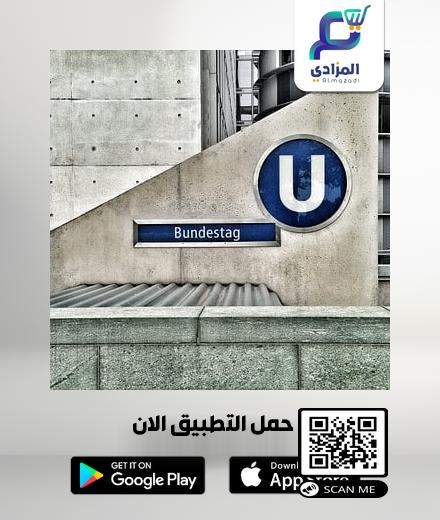 المزادي
Almazadi
U
Bundestag
حمل التطبيق الان
GET IT ON
Google Play
SCAN ME